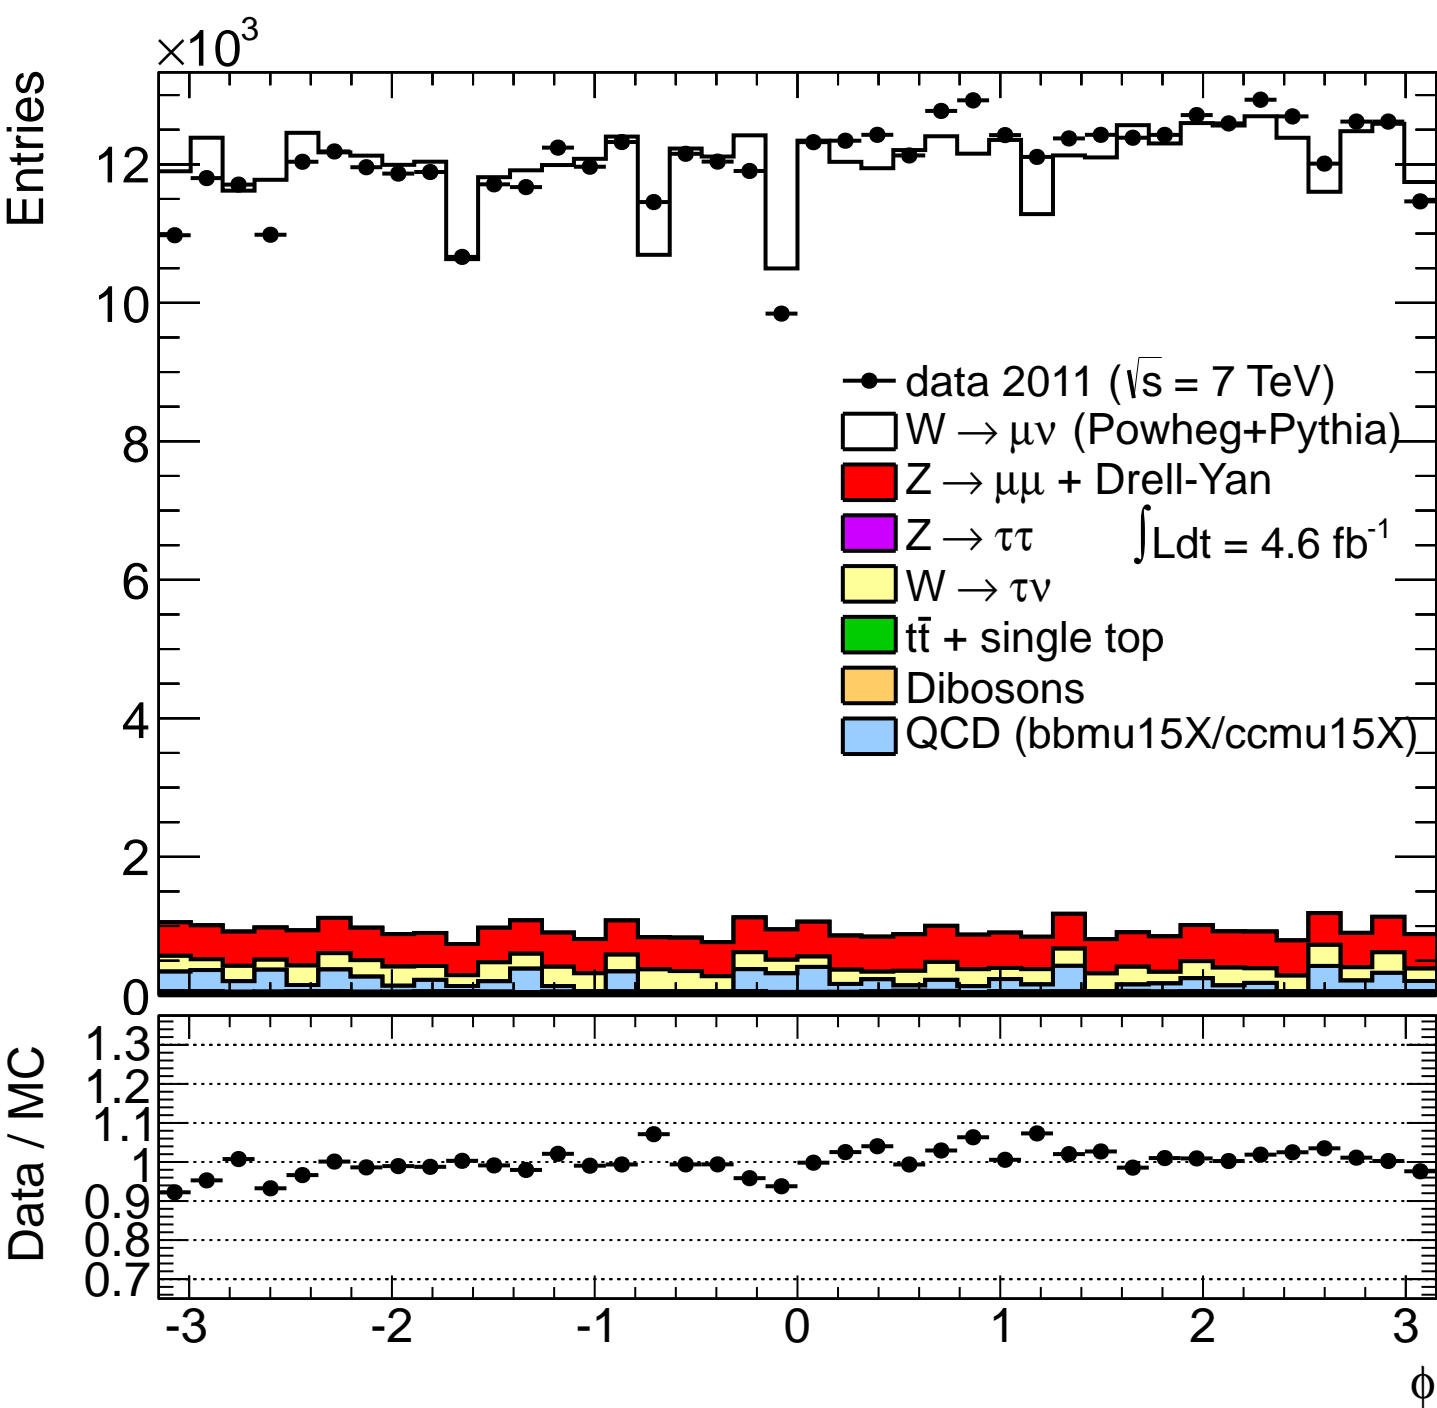 ×10³
Entries
12
10
8
6
4
2
0
data 2011 (√s = 7 TeV)
W → μν (Powheg+Pythia)
Z → μμ + Drell-Yan
Z → ττ
∫Ldt = 4.6 fb⁻¹
W → τν
tt̄ + single top
Dibosons
QCD (bbmu15X/ccmu15X)
Data / MC
1.3
1.2
1.1
1
0.9
0.8
0.7
-3 -2 -1 0 1 2 3
ϕ